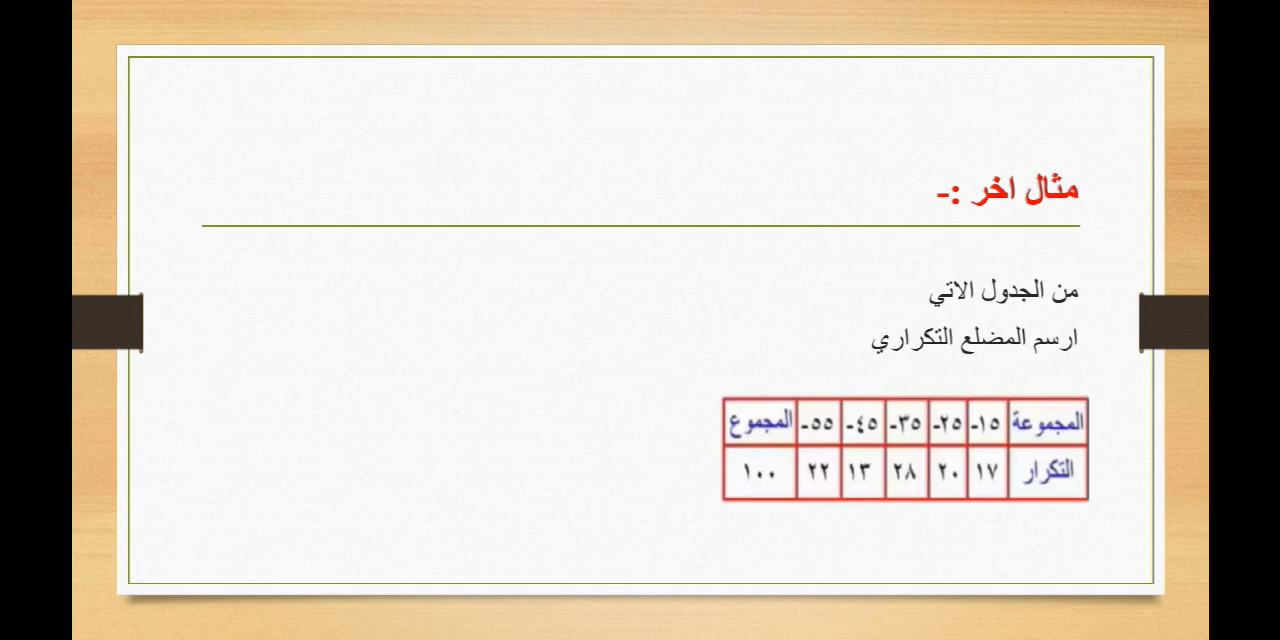 مثال اخر :-
من الجدول الاتي
ارسم المضلع التكراري
المجموعة ١٥- ٢٥- ٣٥- ٤٥- ٥٥- المجموع
التكرار ١٧ ٢٠ ٢٨ ١٣ ٢٢ ١٠٠